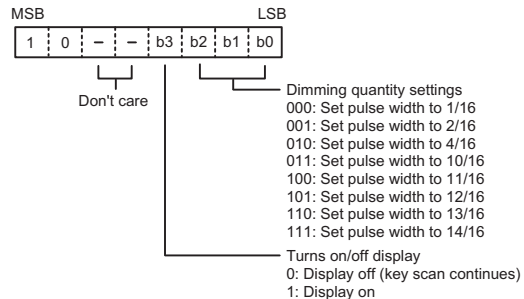 MSB LSB
1 0 – – b3 b2 b1 b0
Don't care
Dimming quantity settings
000: Set pulse width to 1/16
001: Set pulse width to 2/16
010: Set pulse width to 4/16
011: Set pulse width to 10/16
100: Set pulse width to 11/16
101: Set pulse width to 12/16
110: Set pulse width to 13/16
111: Set pulse width to 14/16
Turns on/off display
0: Display off (key scan continues)
1: Display on